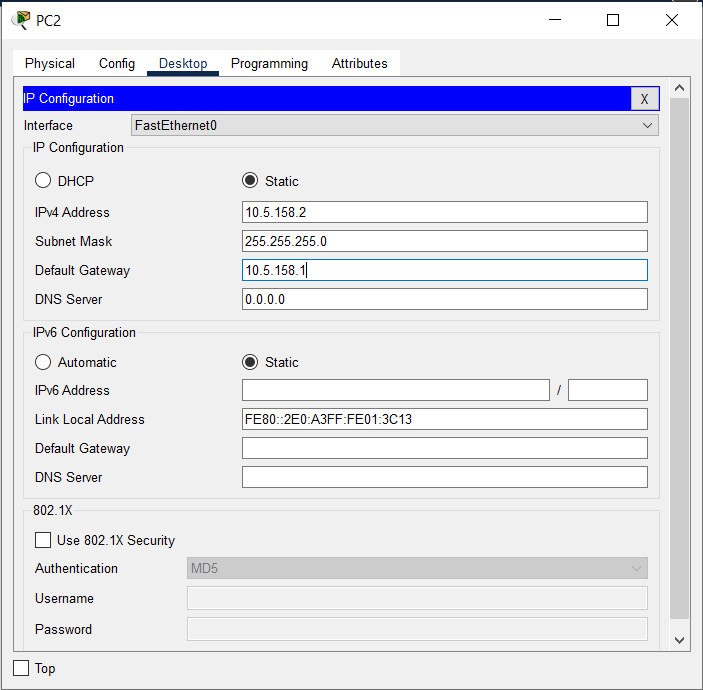 PC2
Physical Config Desktop Programming Attributes
IP Configuration X
Interface FastEthernet0
IP Configuration
DHCP Static
IPv4 Address 10.5.158.2
Subnet Mask 255.255.255.0
Default Gateway 10.5.158.1
DNS Server 0.0.0.0
IPv6 Configuration
Automatic Static
IPv6 Address /
Link Local Address FE80::2E0:A3FF:FE01:3C13
Default Gateway
DNS Server
802.1X
Use 802.1X Security
Authentication MD5
Username
Password
Top